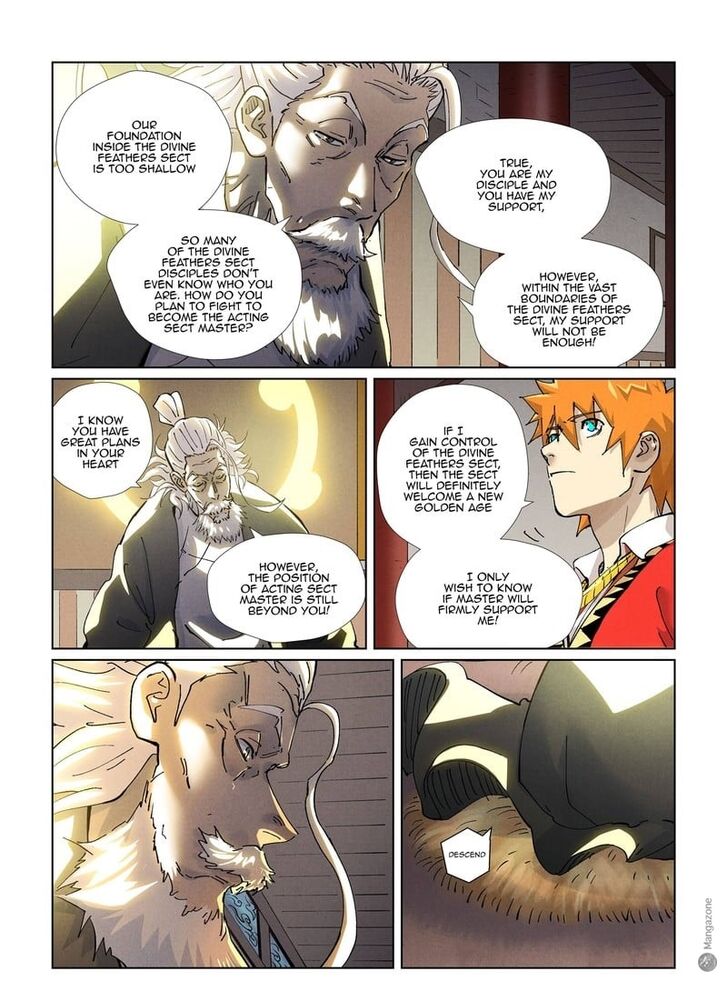 OUR
FOUNDATION
INSIDE THE DIVINE
FEATHERS SECT
IS TOO SHALLOW
SO MANY
OF THE DIVINE
FEATHERS SECT
DISCIPLES DON'T
EVEN KNOW WHO YOU
ARE. HOW DO YOU
PLAN TO FIGHT TO
BECOME THE ACTING
SECT MASTER?
TRUE,
YOU ARE MY
DISCIPLE AND
YOU HAVE MY
SUPPORT,
HOWEVER,
WITHIN THE VAST
BOUNDARIES OF
THE DIVINE FEATHERS
SECT, MY SUPPORT
WILL NOT BE
ENOUGH!
I KNOW
YOU HAVE
GREAT PLANS
IN YOUR
HEART
HOWEVER,
THE POSITION
OF ACTING SECT
MASTER IS STILL
BEYOND YOU!
IF I
GAIN CONTROL
OF THE DIVINE
FEATHERS SECT,
THEN THE SECT
WILL DEFINITELY
WELCOME A NEW
GOLDEN AGE
I ONLY
WISH TO KNOW
IF MASTER WILL
FIRMLY SUPPORT
ME!
DESCEND
Mangazone